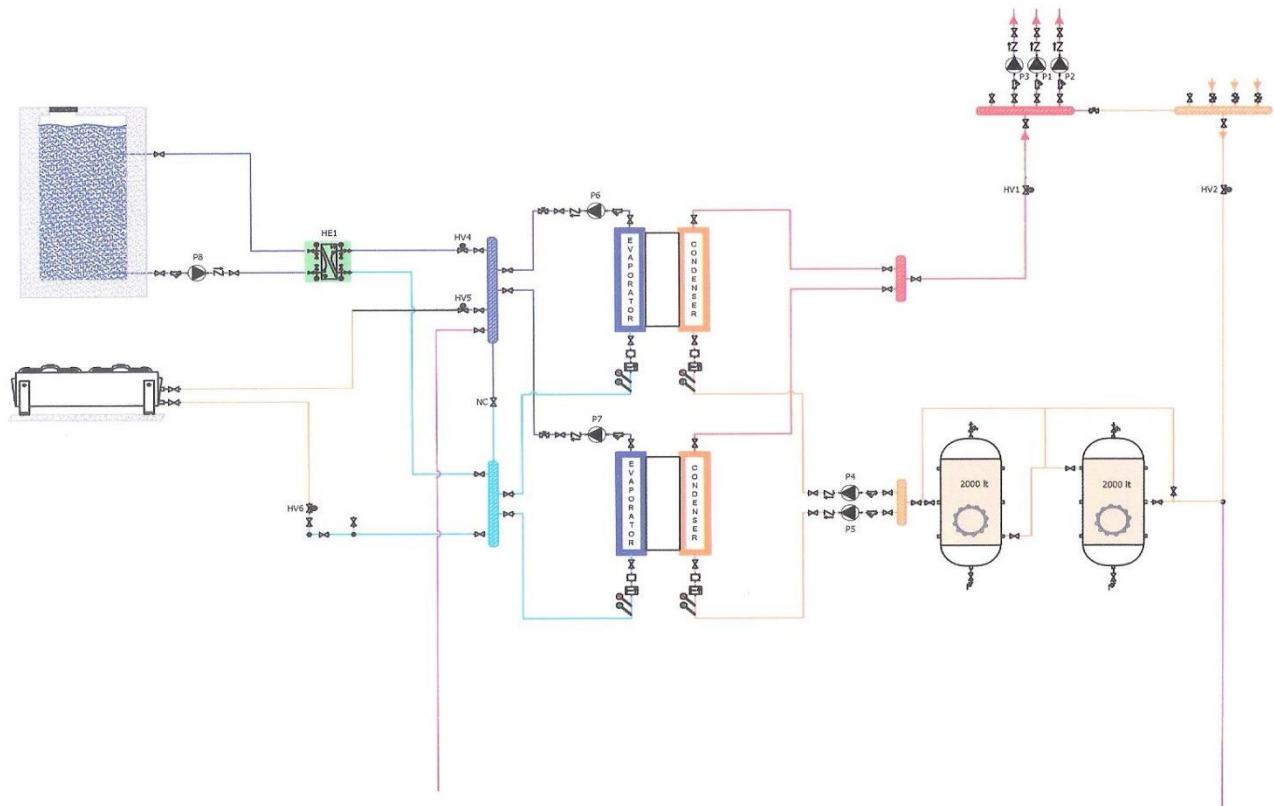 P3
P1
P2
HV1
HV2
P6
HE1
HV4
P8
HV5
EVAPORATOR
CONDENSER
NC
P7
EVAPORATOR
CONDENSER
P4
P5
2000 lt
2000 lt
HV6